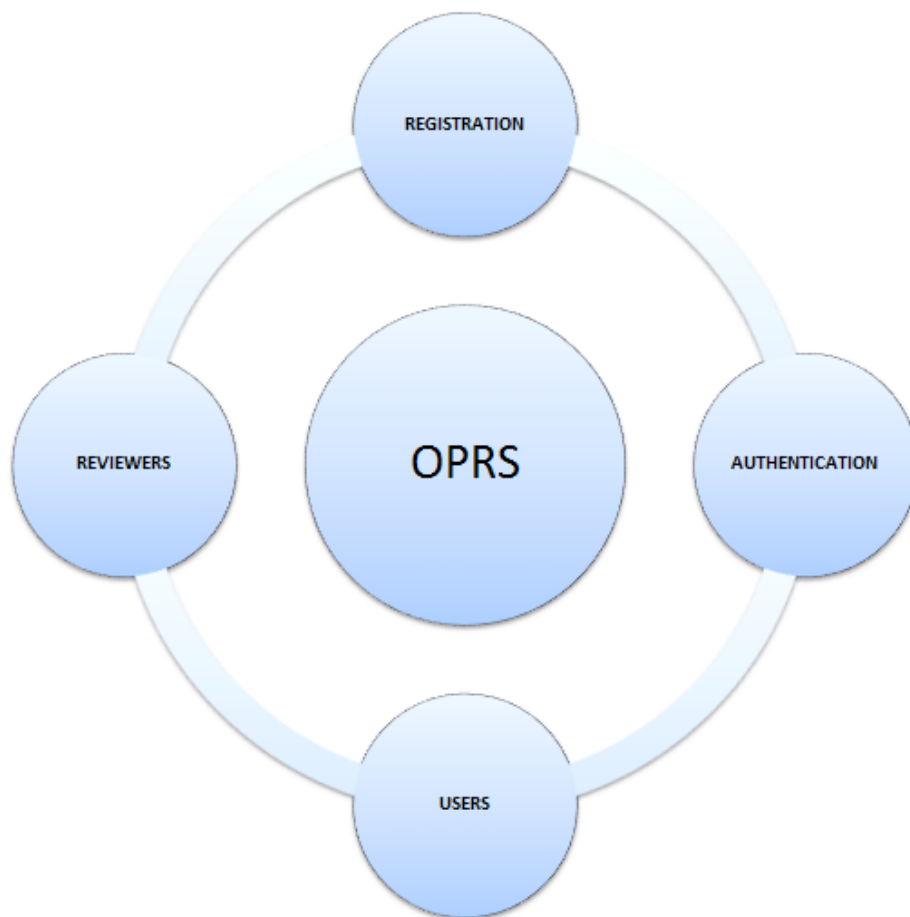 REGISTRATION
REVIEWERS
OPRS
AUTHENTICATION
USERS